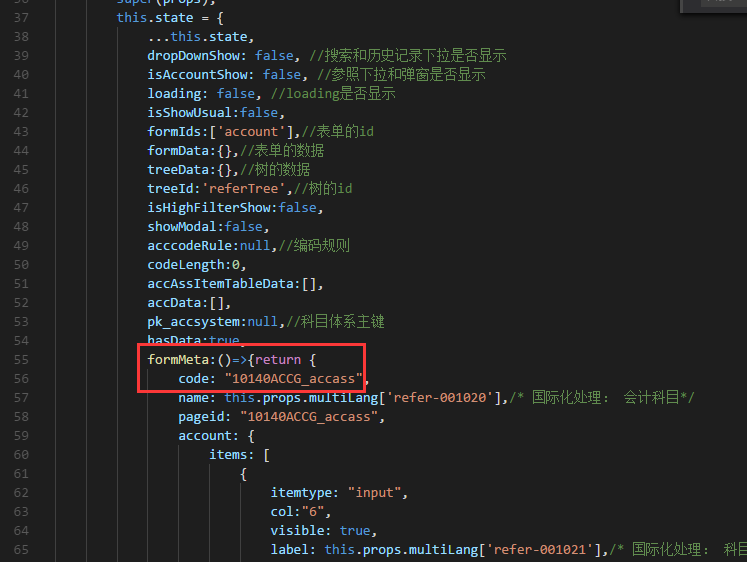 super(props);
37 this.state = {
38 ...this.state,
39 dropDownShow: false, //搜索和历史记录下拉是否显示
40 isAccountShow: false, //参照下拉和弹窗是否显示
41 loading: false, //loading是否显示
42 isShowUsual:false,
43 formIds:['account'],//表单的id
44 formData:{},//表单的数据
45 treeData:{},//树的数据
46 treeId:'referTree',//树的id
47 isHighFilterShow:false,
48 showModal:false,
49 acccodeRule:null,//编码规则
50 codeLength:0,
51 accAssItemTableData:[],
52 accData:[],
53 pk_accsystem:null,//科目体系主键
54 hasData:true,
55 formMeta:()=>{return {
56 code: "10140ACCG_accass",
57 name: this.props.multiLang['refer-001020'],/* 国际化处理： 会计科目*/
58 pageid: "10140ACCG_accass",
59 account: {
60 items: [
61 {
62 itemtype: "input",
63 col:"6",
64 visible: true,
65 label: this.props.multiLang['refer-001021'],/* 国际化处理： 科目